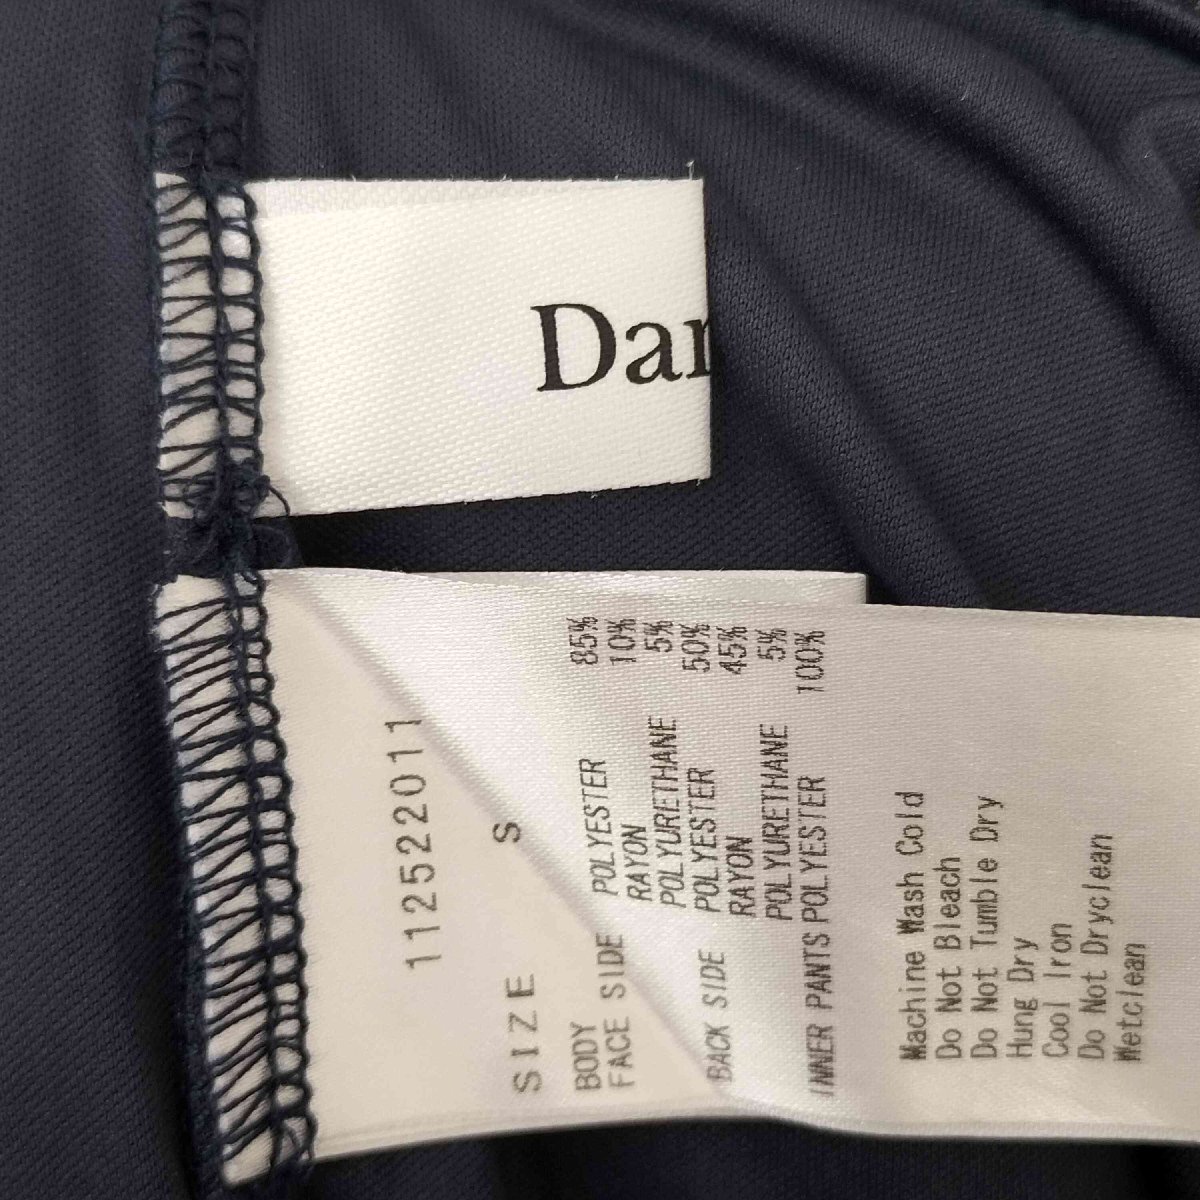 Dar
11252011
SIZE S
BODY
FACE SIDE POLYESTER 85%
RAYON 10%
POLYURETHANE 5%
BACK SIDE POLYESTER 50%
RAYON 45%
POLYURETHANE 5%
INNER PANTS POLYESTER 100%
Machine Wash Cold
Do Not Bleach
Do Not Tumble Dry
Hung Dry
Cool Iron
Do Not Dryclean
Wetclean